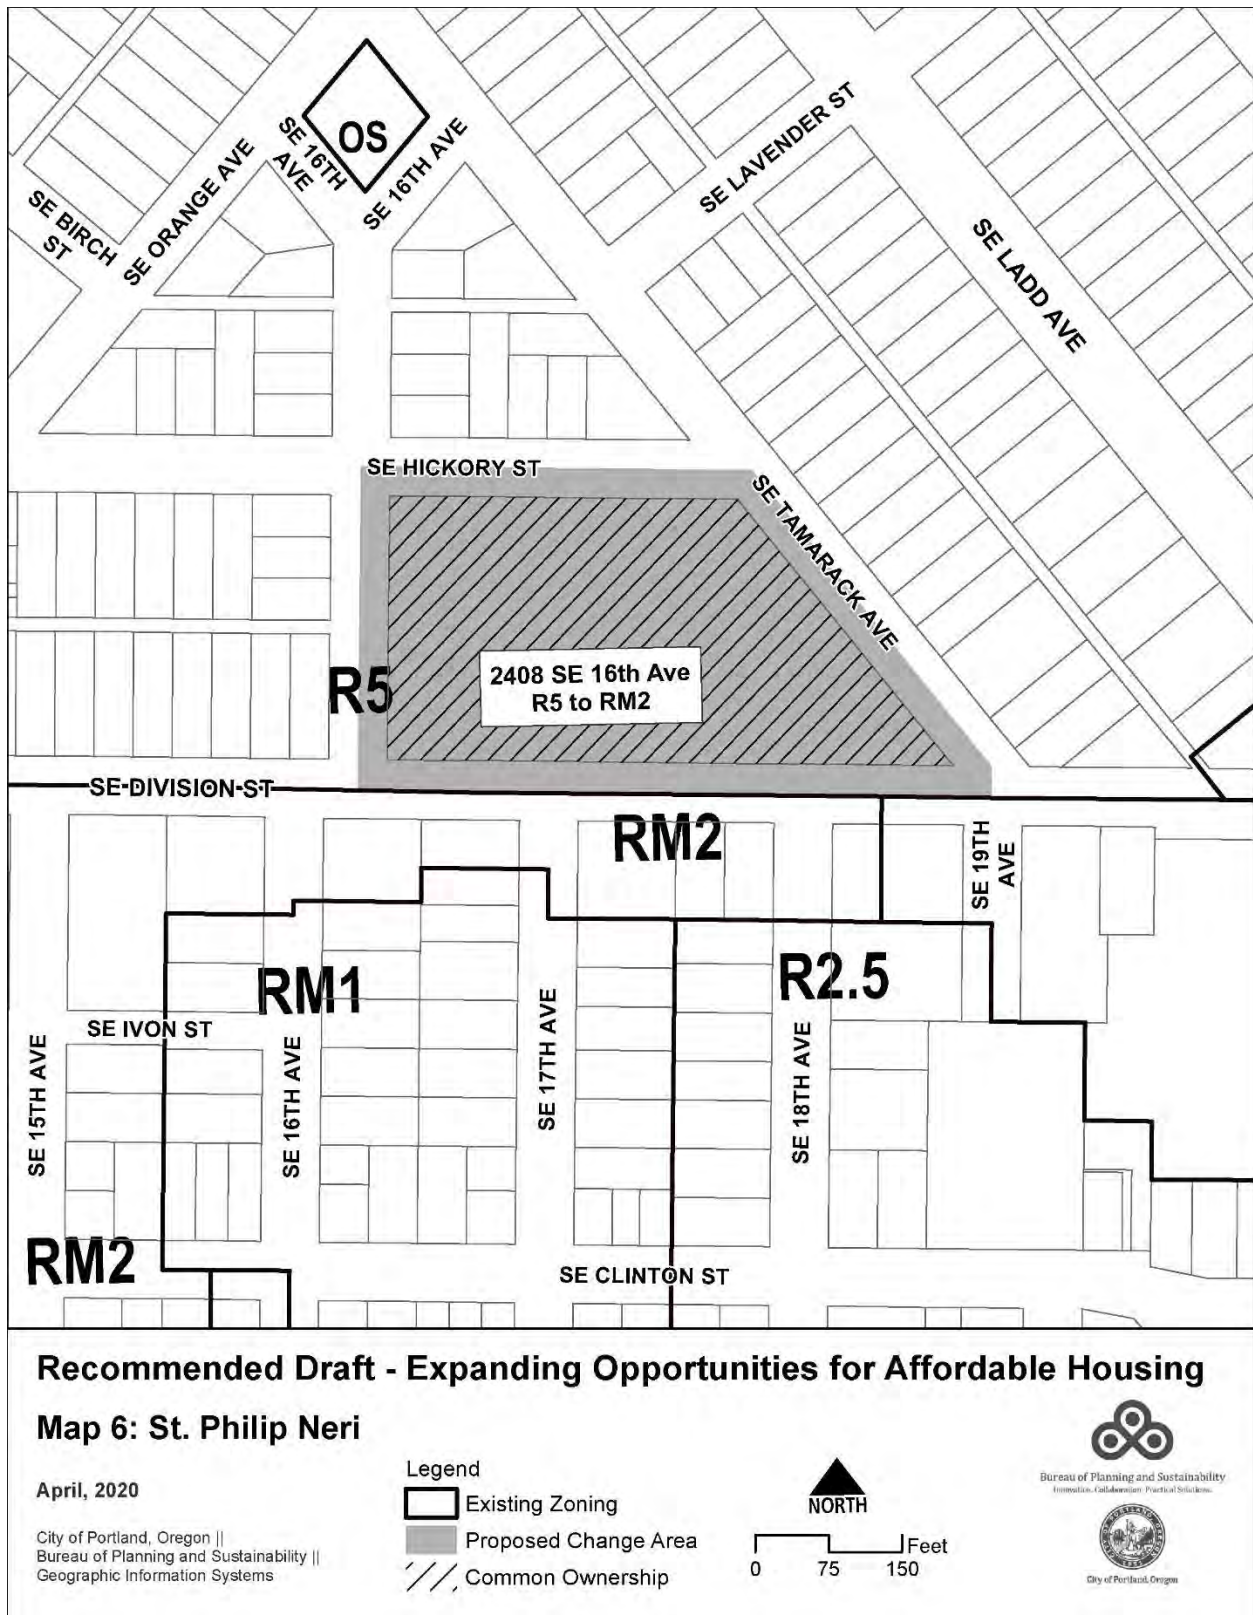 OS
SE 16TH
AVE
SE 16TH AVE
SE LAVENDER ST
SE ORANGE AVE
SE BIRCH
ST
SE LADD AVE
SE HICKORY ST
SE TAMARACK AVE
R5
2408 SE 16th Ave
R5 to RM2
SE DIVISION ST
RM2
SE 19TH
AVE
RM1
R2.5
SE IVON ST
SE 15TH AVE
SE 16TH AVE
SE 17TH AVE
SE 18TH AVE
RM2
SE CLINTON ST
Recommended Draft - Expanding Opportunities for Affordable Housing
Map 6: St. Philip Neri
April, 2020
City of Portland, Oregon ||
Bureau of Planning and Sustainability ||
Geographic Information Systems
Legend
Existing Zoning
Proposed Change Area
Common Ownership
NORTH
Feet
0 75 150
Bureau of Planning and Sustainability
Innovation. Collaboration. Practical Solutions.
City of Portland, Oregon